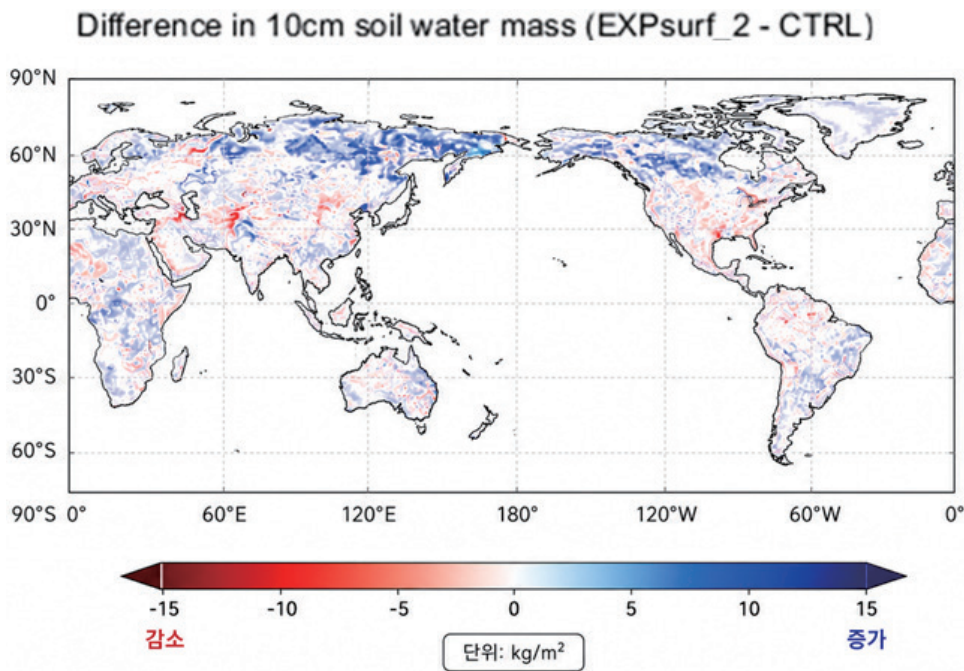 Difference in 10cm soil water mass (EXPsurf_2 - CTRL)
90°N
60°N
30°N
0°
30°S
60°S
90°S
0° 60°E 120°E 180° 120°W 60°W 0°
-15 -10 -5 0 5 10 15
감소 단위: kg/m² 증가